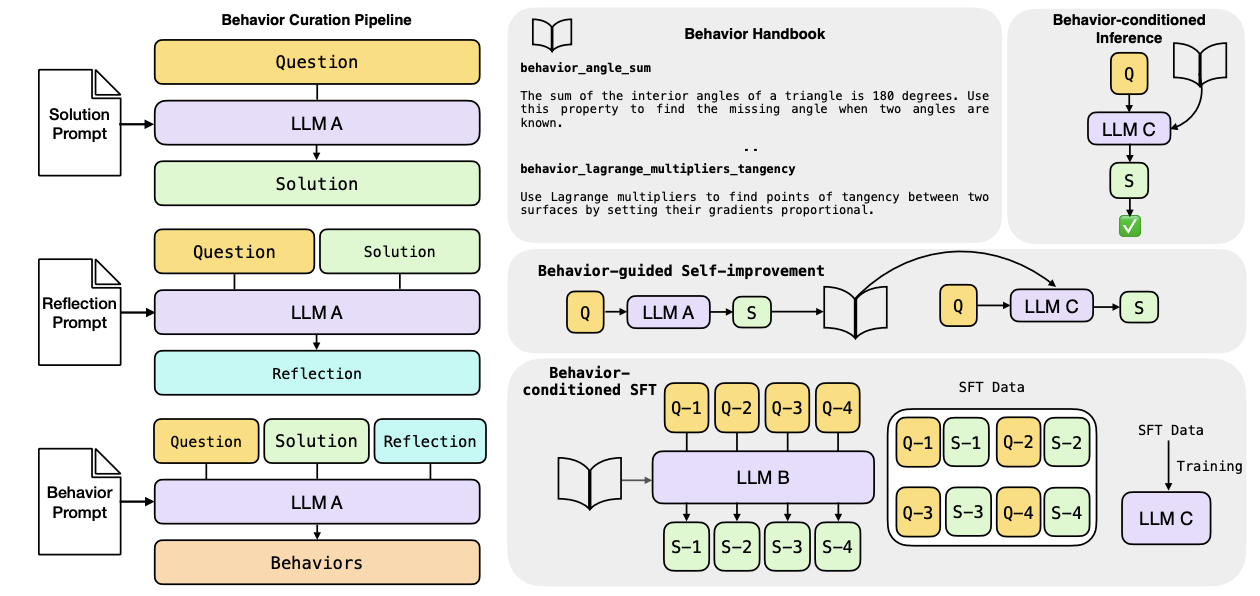 Behavior Curation Pipeline
Solution
Prompt
Question
LLM A
Solution
Reflection
Prompt
Question
Solution
LLM A
Reflection
Behavior
Prompt
Question
Solution
Reflection
LLM A
Behaviors
Behavior Handbook
behavior_angle_sum
The sum of the interior angles of a triangle is 180 degrees. Use
this property to find the missing angle when two angles are
known.
..
behavior_lagrange_multipliers_tangency
Use Lagrange multipliers to find points of tangency between two
surfaces by setting their gradients proportional.
Behavior-conditioned
Inference
Q
LLM C
S
Behavior-guided Self-improvement
Q
LLM A
S
Q
LLM C
S
Behavior-
conditioned SFT
Q-1 Q-2 Q-3 Q-4
LLM B
S-1 S-2 S-3 S-4
SFT Data
Q-1 S-1 Q-2 S-2
Q-3 S-3 Q-4 S-4
SFT Data
Training
LLM C